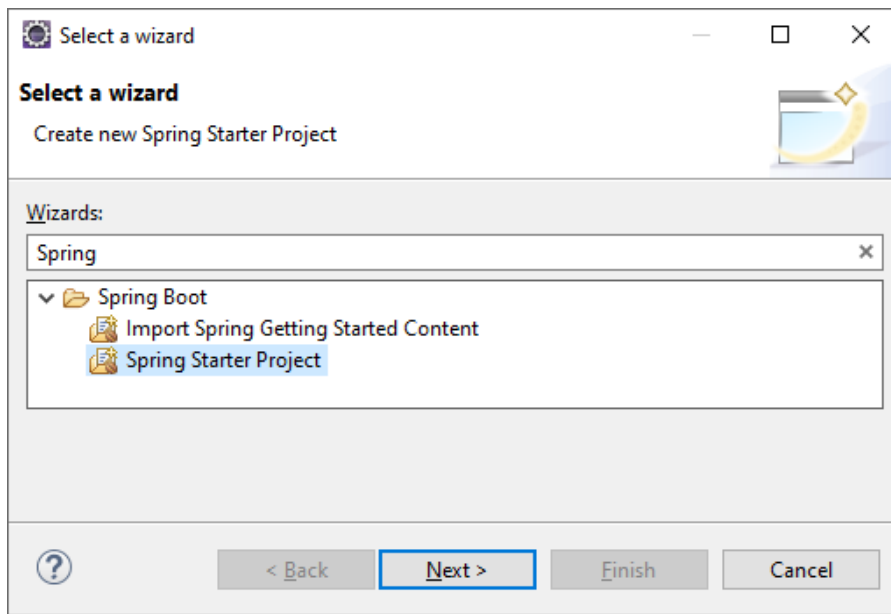 Select a wizard
Select a wizard
Create new Spring Starter Project
Wizards:
Spring
Spring Boot
Import Spring Getting Started Content
Spring Starter Project
? < Back Next > Finish Cancel